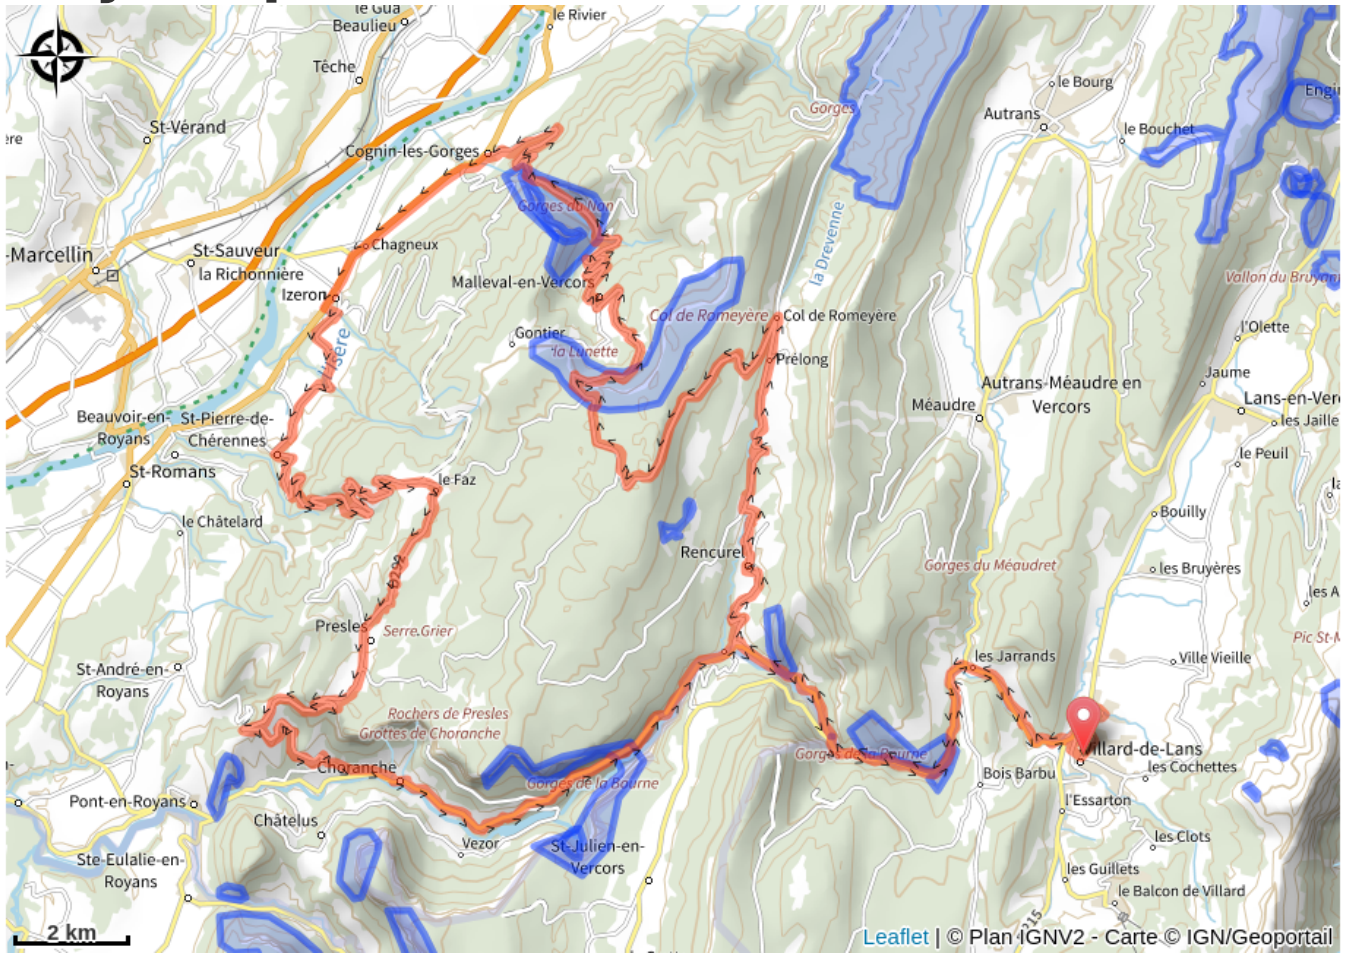 le Gua
Beaulieu
le Rivier
Têche
St-Vérand
Cognin-les-Gorges
Gorges
le Bourg
Autrans
le Bouchet
Gorges du Nan
la Drevenne
-Marcellin
St-Sauveur
la Richonnière
Chagneux
Izeron
Malleval-en-Vercors
Vallon du Bruyan
Isère
Gontier
la Lunette
Col de Romeyère
Col de Romeyère
Prélong
l'Olette
Jaume
Autrans-Méaudre en
Vercors
Méaudre
Lans-en-Ver
les Jaille
Beauvoir-en-
Royans
St-Pierre-de-
Chérennes
St-Romans
le Peuil
le Faz
le Châtelard
Bouilly
Rencurel
Gorges du Méaudret
les Bruyères
les A
Presles
Serre Grier
Pic St-M
St-André-en-
Royans
les Jarrands
Ville Vieille
Rochers de Presles
Grottes de Choranche
Gorges de la Bourne
Villard-de-Lans
les Cochettes
Bois Barbu
Choranche
Gorges de la Bourne
Pont-en-Royans
Châtelus
l'Essarton
les Clots
Vezor
St-Julien-en-
Vercors
Ste-Eulalie-en-
Royans
les Guillets
le Balcon de Villard
215
2 km
Leaflet | © Plan IGNV2 - Carte © IGN/Geoportail